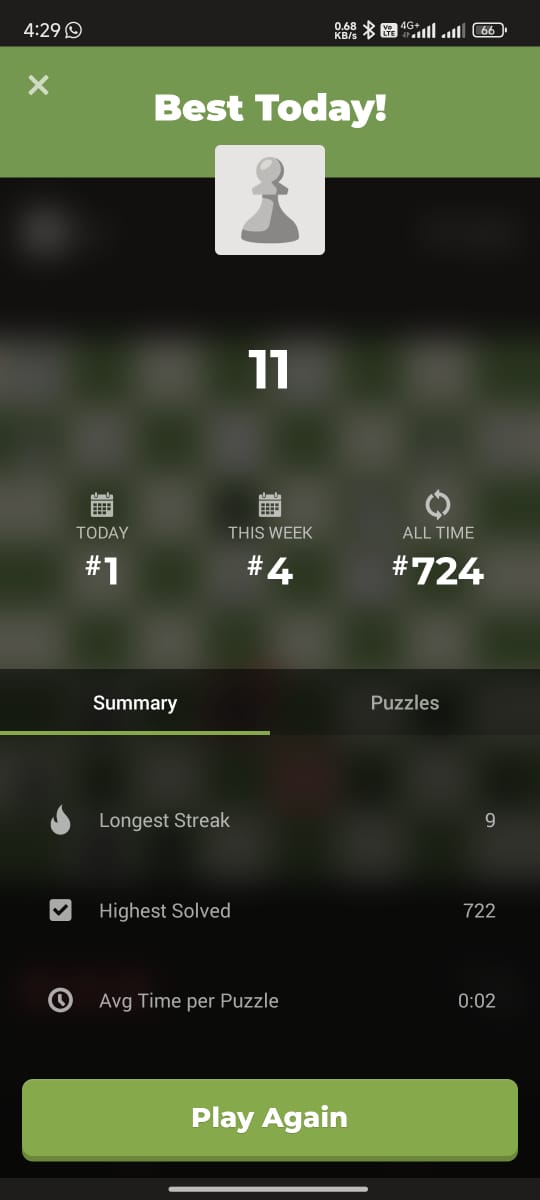 4:29
0.68 KB/s Vo LTE 4G+ 66
Best Today!
11
TODAY THIS WEEK ALL TIME
#1 #4 #724
Summary Puzzles
Longest Streak 9
Highest Solved 722
Avg Time per Puzzle 0:02
Play Again